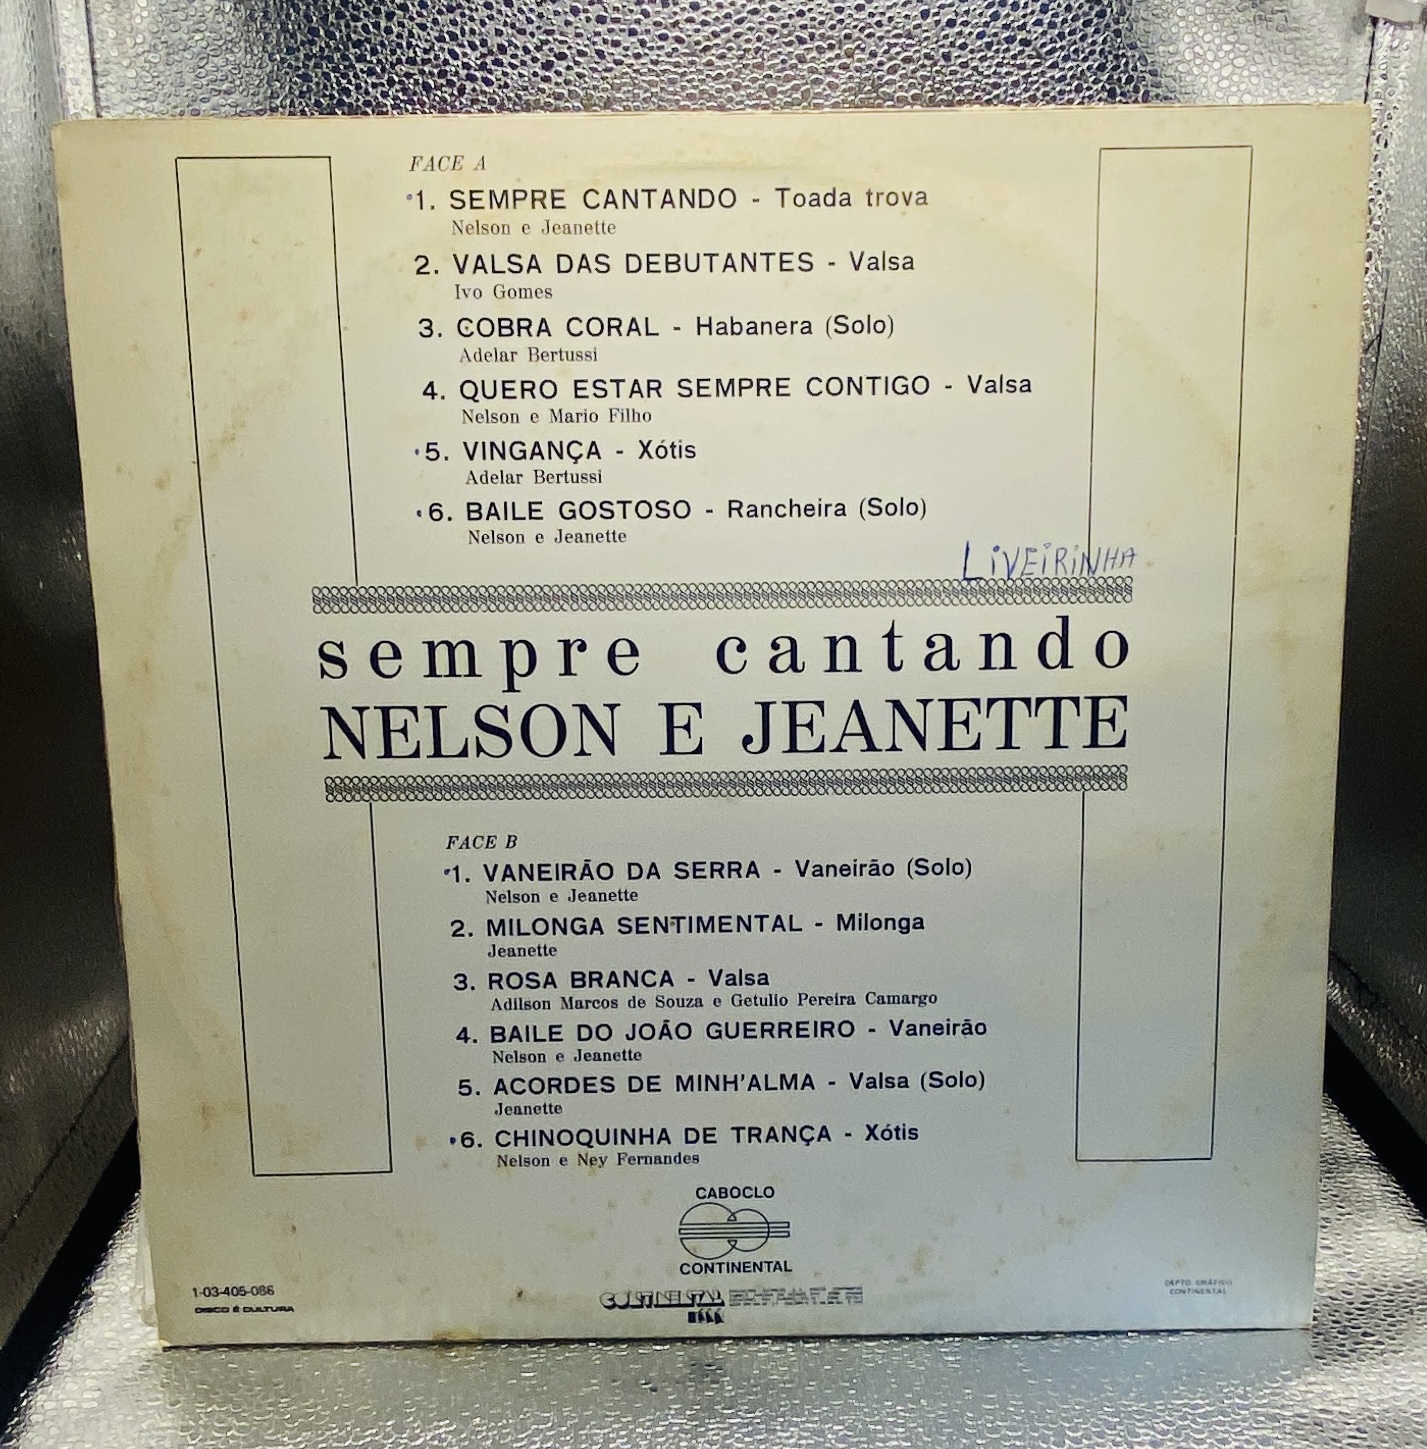 FACE A
1. SEMPRE CANTANDO - Toada trova
Nelson e Jeanette
2. VALSA DAS DEBUTANTES - Valsa
Ivo Gomes
3. COBRA CORAL - Habanera (Solo)
Adelar Bertussi
4. QUERO ESTAR SEMPRE CONTIGO - Valsa
Nelson e Mario Filho
5. VINGANÇA - Xótis
Adelar Bertussi
6. BAILE GOSTOSO - Rancheira (Solo)
Nelson e Jeanette
LiVEiRiNHA
sempre cantando
NELSON E JEANETTE
FACE B
1. VANEIRÃO DA SERRA - Vaneirão (Solo)
Nelson e Jeanette
2. MILONGA SENTIMENTAL - Milonga
Jeanette
3. ROSA BRANCA - Valsa
Adilson Marcos de Souza e Getulio Pereira Camargo
4. BAILE DO JOÃO GUERREIRO - Vaneirão
Nelson e Jeanette
5. ACORDES DE MINH'ALMA - Valsa (Solo)
Jeanette
6. CHINOQUINHA DE TRANÇA - Xótis
Nelson e Ney Fernandes
CABOCLO
CONTINENTAL
1-03-405-086
DISCO É CULTURA
CONTINENTAL
DEPTO. GRÁFICO
CONTINENTAL